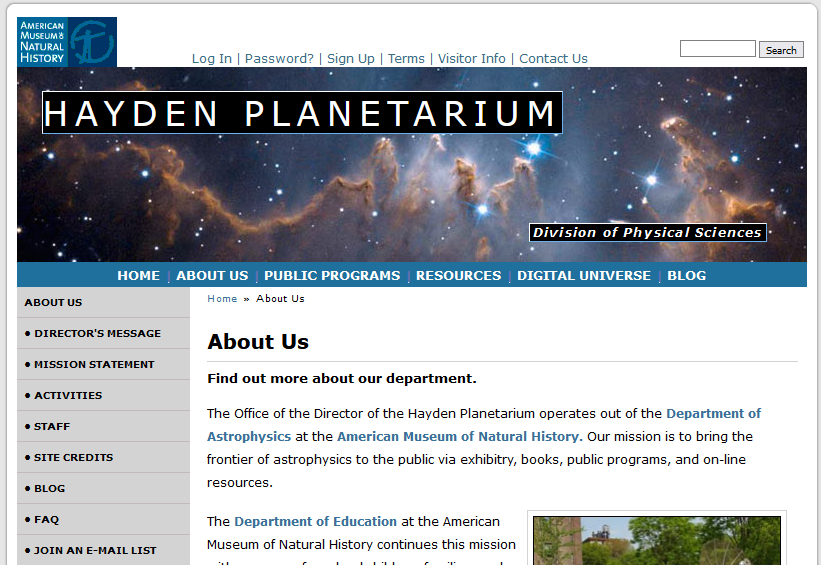 AMERICAN
MUSEUM OF
NATURAL
HISTORY
Log In | Password? | Sign Up | Terms | Visitor Info | Contact Us
Search
HAYDEN PLANETARIUM
Division of Physical Sciences
HOME | ABOUT US | PUBLIC PROGRAMS | RESOURCES | DIGITAL UNIVERSE | BLOG
ABOUT US
• DIRECTOR'S MESSAGE
• MISSION STATEMENT
• ACTIVITIES
• STAFF
• SITE CREDITS
• BLOG
• FAQ
• JOIN AN E-MAIL LIST
Home » About Us
About Us
Find out more about our department.
The Office of the Director of the Hayden Planetarium operates out of the Department of
Astrophysics at the American Museum of Natural History. Our mission is to bring the
frontier of astrophysics to the public via exhibitry, books, public programs, and on-line
resources.
The Department of Education at the American
Museum of Natural History continues this mission